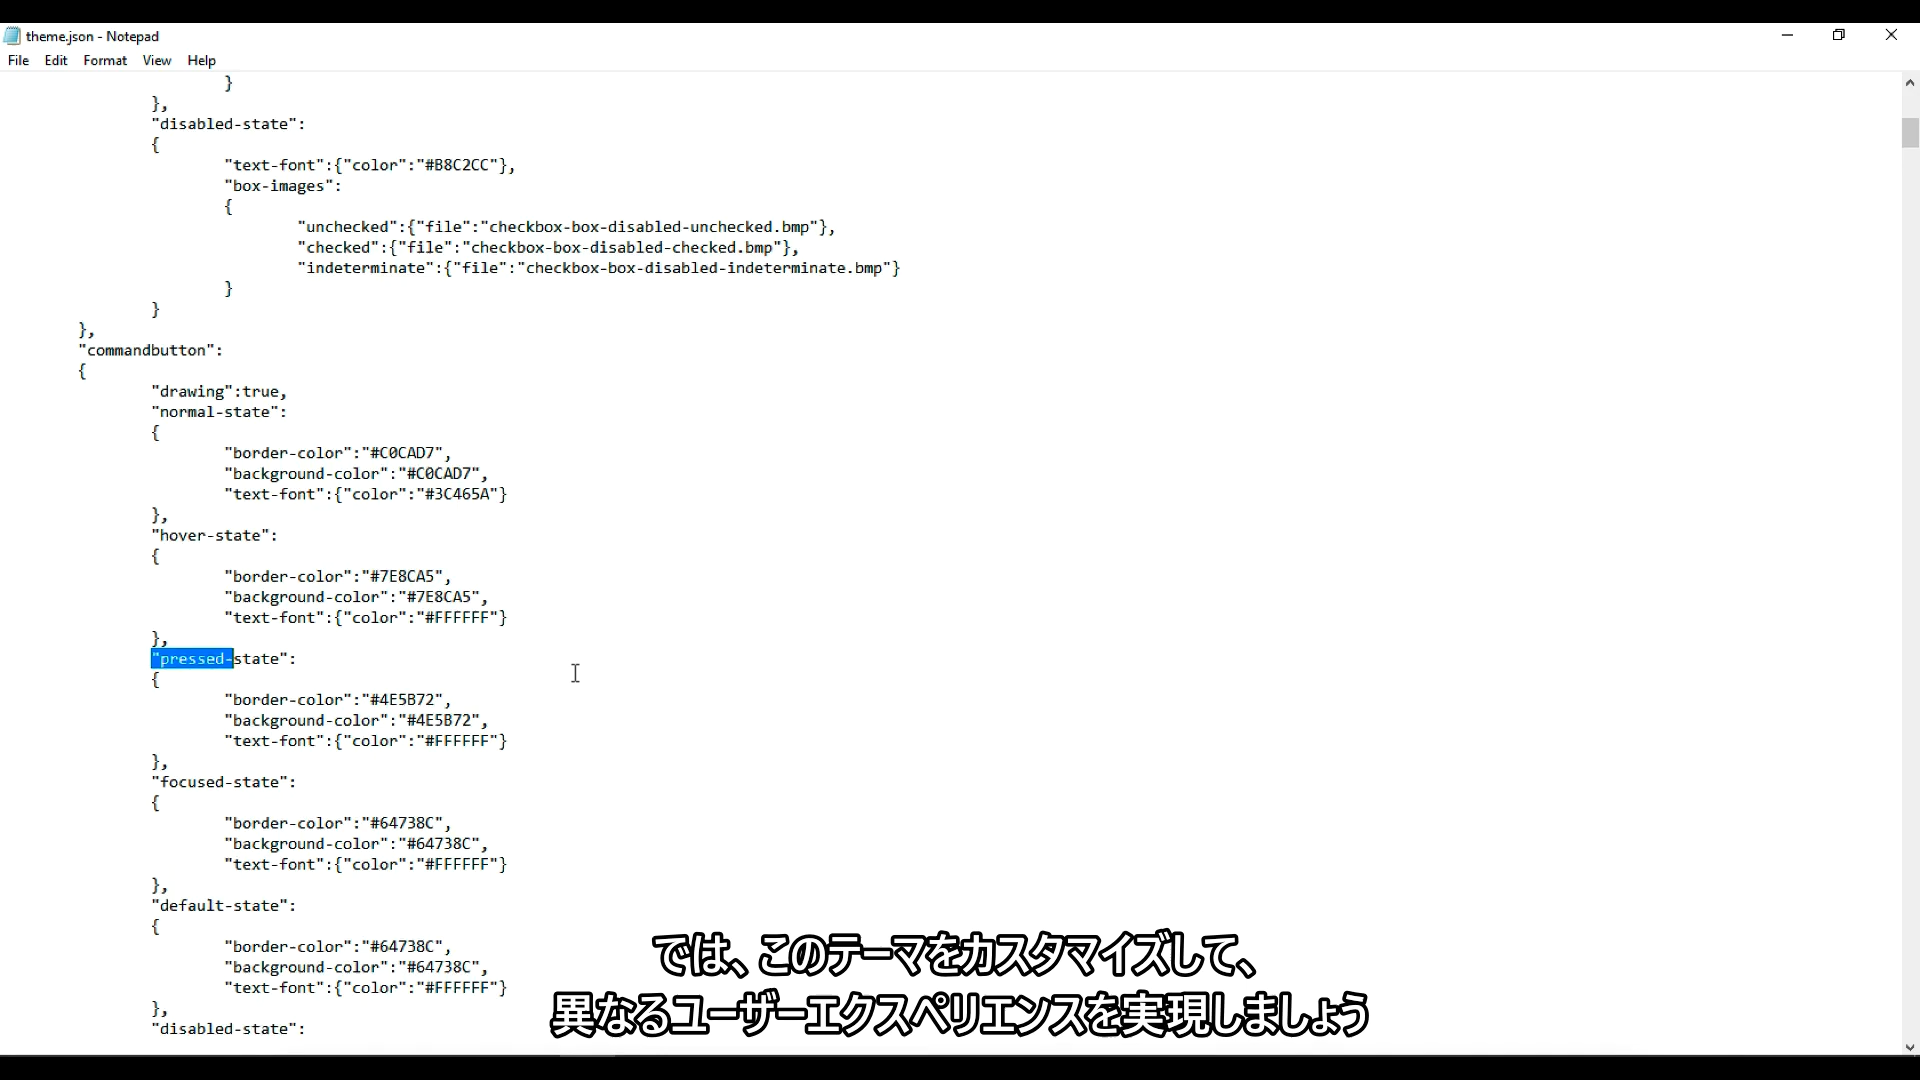 theme.json - Notepad
File Edit Format View Help
}
},
"disabled-state":
{
"text-font":{"color":"#B8C2CC"},
"box-images":
{
"unchecked":{"file":"checkbox-box-disabled-unchecked.bmp"},
"checked":{"file":"checkbox-box-disabled-checked.bmp"},
"indeterminate":{"file":"checkbox-box-disabled-indeterminate.bmp"}
}
}
},
"commandbutton":
{
"drawing":true,
"normal-state":
{
"border-color":"#C0CAD7",
"background-color":"#C0CAD7",
"text-font":{"color":"#3C465A"}
},
"hover-state":
{
"border-color":"#7E8CA5",
"background-color":"#7E8CA5",
"text-font":{"color":"#FFFFFF"}
},
"pressed-state":
{
"border-color":"#4E5B72",
"background-color":"#4E5B72",
"text-font":{"color":"#FFFFFF"}
},
"focused-state":
{
"border-color":"#64738C",
"background-color":"#64738C",
"text-font":{"color":"#FFFFFF"}
},
"default-state":
{
"border-color":"#64738C",
"background-color":"#64738C",
"text-font":{"color":"#FFFFFF"}
},
"disabled-state":
では、このテーマをカスタマイズして、
異なるユーザーエクスペリエンスを実現しましょう